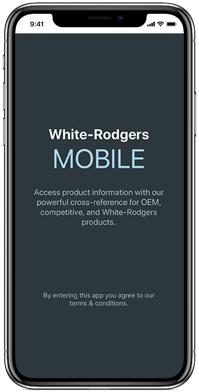 9:41
White-Rodgers
MOBILE
Access product information with our
powerful cross-reference for OEM,
competitive, and White-Rodgers
products.
By entering this app you agree to our
terms & conditions.